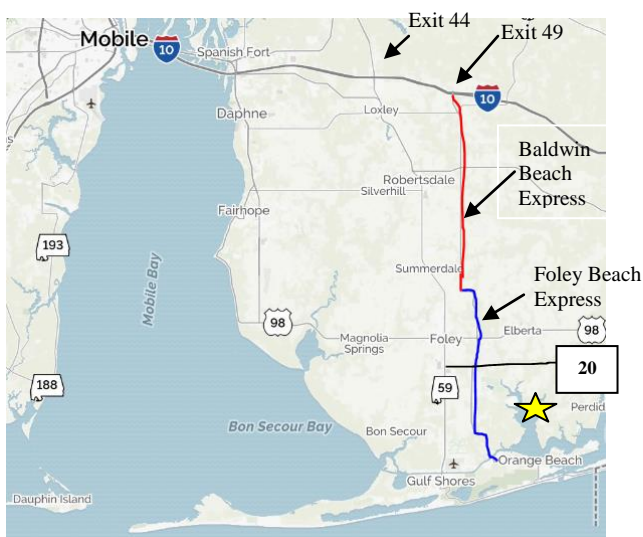 Exit 44
Exit 49
Mobile
10
Spanish Fort
10
Loxley
Daphne
Baldwin
Beach
Express
Robertsdale
Silverhill
Fairhope
193
Mobile Bay
Summerdale
Foley Beach
Express
98
Elberta
98
Magnolia
Springs
Foley
20
188
59
Perdid
Bon Secour Bay
Bon Secour
Orange Beach
Gulf Shores
Dauphin Island